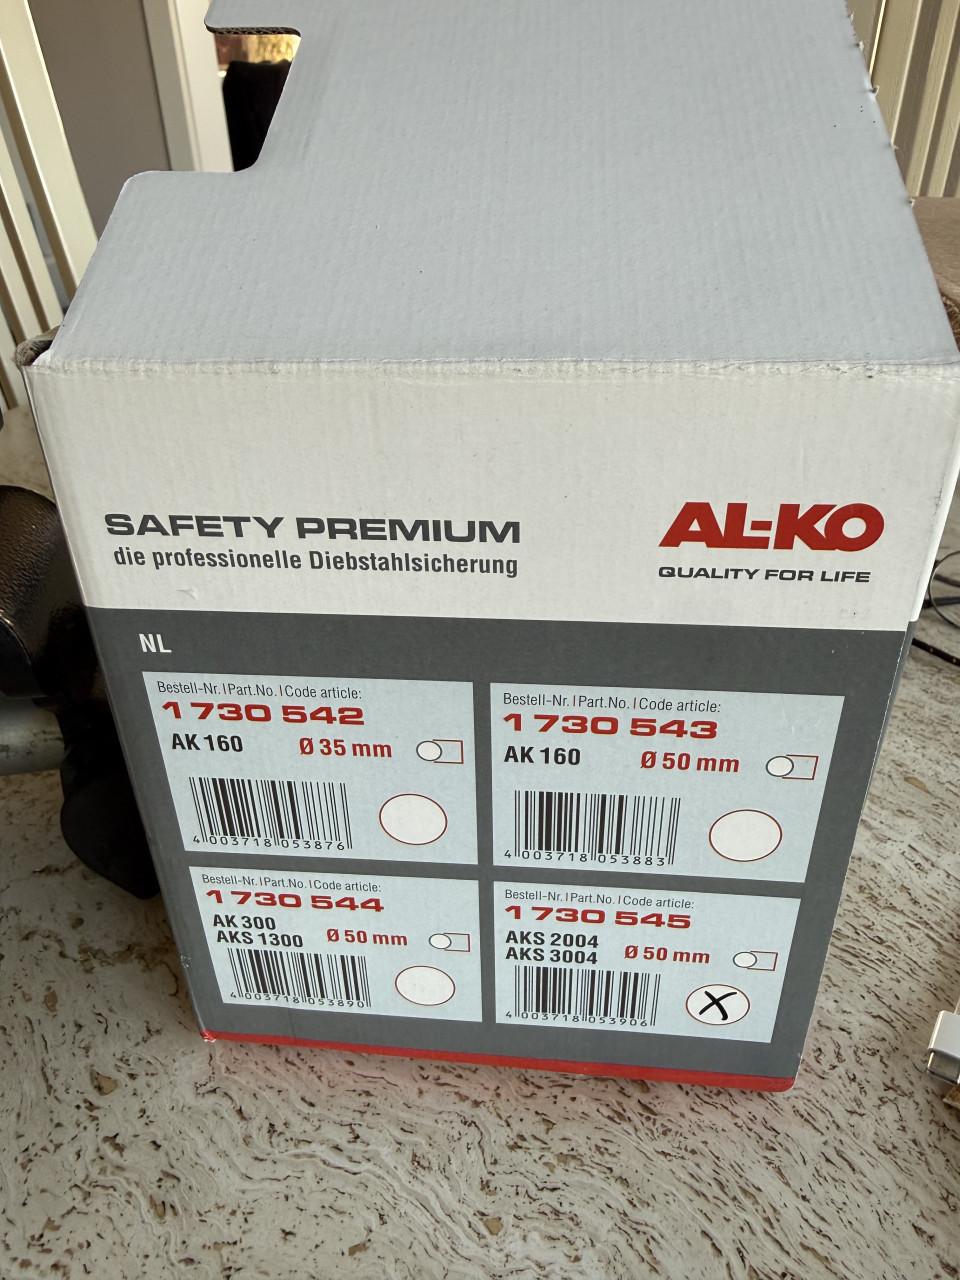 SAFETY PREMIUM
die professionelle Diebstahlsicherung
AL-KO
QUALITY FOR LIFE
NL
Bestell-Nr. | Part.No. | Code article:
1 730 542
AK 160 Ø 35 mm
4 003718 053876
Bestell-Nr. | Part.No. | Code article:
1 730 543
AK 160 Ø 50 mm
4 003718 053883
Bestell-Nr. | Part.No. | Code article:
1 730 544
AK 300
AKS 1300 Ø 50 mm
4 003718 053890
Bestell-Nr. | Part.No. | Code article:
1 730 545
AKS 2004
AKS 3004 Ø 50 mm
X
4 003718 053906